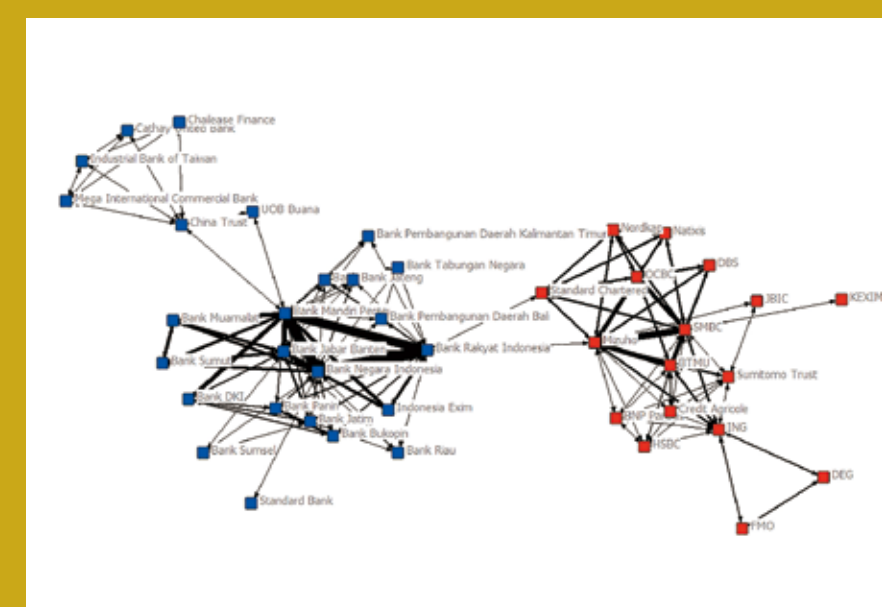 Chailease Finance
Cathay United Bank
Industrial Bank of Taiwan
Mega International Commercial Bank
UOB Buana
China Trust
Bank Pembangunan Daerah Kalimantan Timur
Nordkap
Natixis
Bank Tabungan Negara
DBS
OCBC
Bank Jateng
Standard Chartered
JBIC
KEXIM
Bank Mandiri
Bank Muamalat
Bank Pembangunan Daerah Bali
SMBC
Mizuho
Bank Jabar Banten
Bank Rakyat Indonesia
Bank Sumut
BTMU
Bank Negara Indonesia
Sumitomo Trust
Bank DKI
Bank Panin
Indonesia Exim
Credit Agricole
BNP
Bank Jatim
ING
Bank Bukopin
HSBC
Bank Sumsel
Bank Riau
DEG
Standard Bank
FMO